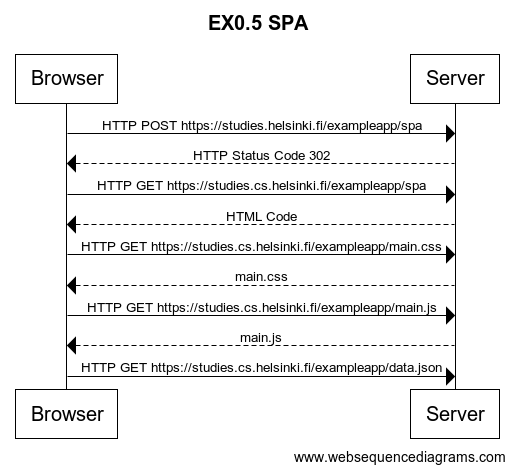 EX0.5 SPA
Browser
Server
HTTP POST https://studies.helsinki.fi/exampleapp/spa
HTTP Status Code 302
HTTP GET https://studies.cs.helsinki.fi/exampleapp/spa
HTML Code
HTTP GET https://studies.cs.helsinki.fi/exampleapp/main.css
main.css
HTTP GET https://studies.cs.helsinki.fi/exampleapp/main.js
main.js
HTTP GET https://studies.cs.helsinki.fi/exampleapp/data.json
Browser
Server
www.websequencediagrams.com